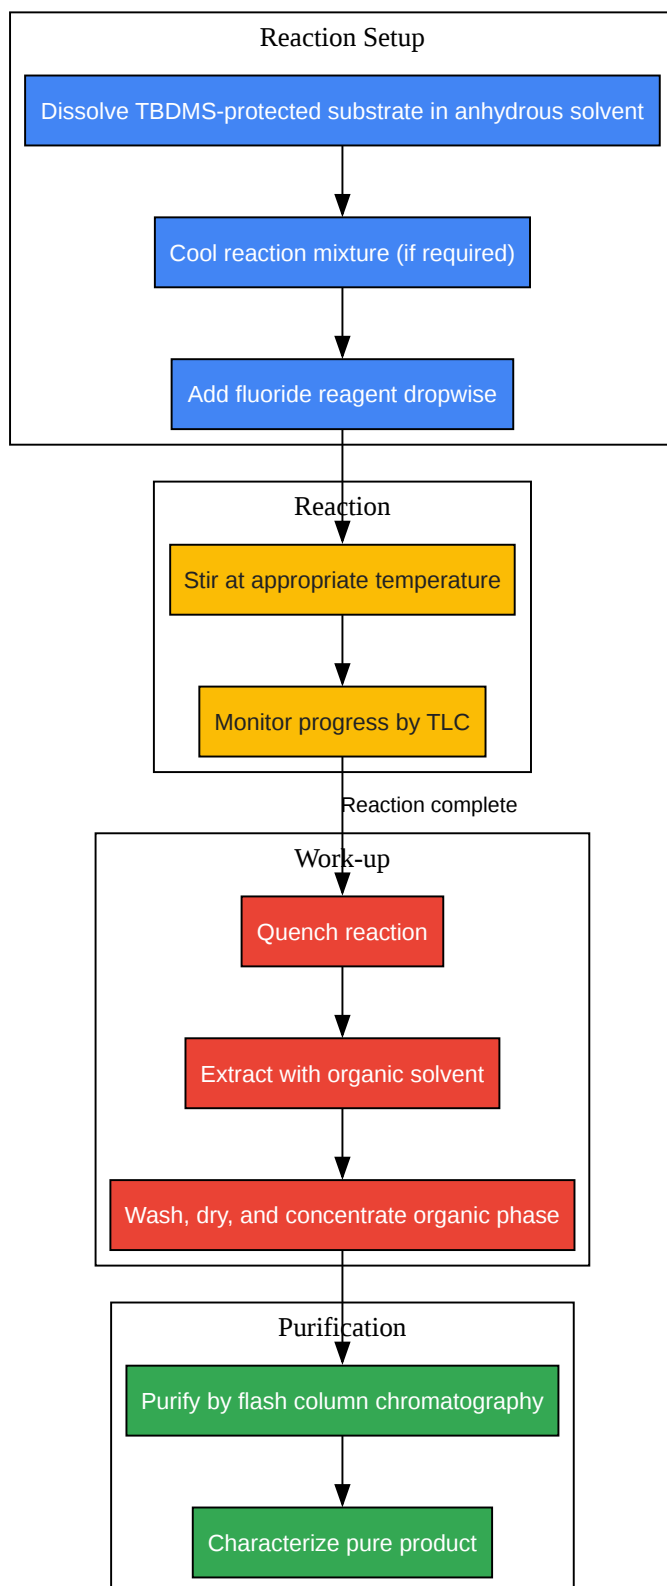 Reaction Setup
Dissolve TBDMS-protected substrate in anhydrous solvent
Cool reaction mixture (if required)
Add fluoride reagent dropwise
Reaction
Stir at appropriate temperature
Monitor progress by TLC
Reaction complete
Work-up
Quench reaction
Extract with organic solvent
Wash, dry, and concentrate organic phase
Purification
Purify by flash column chromatography
Characterize pure product